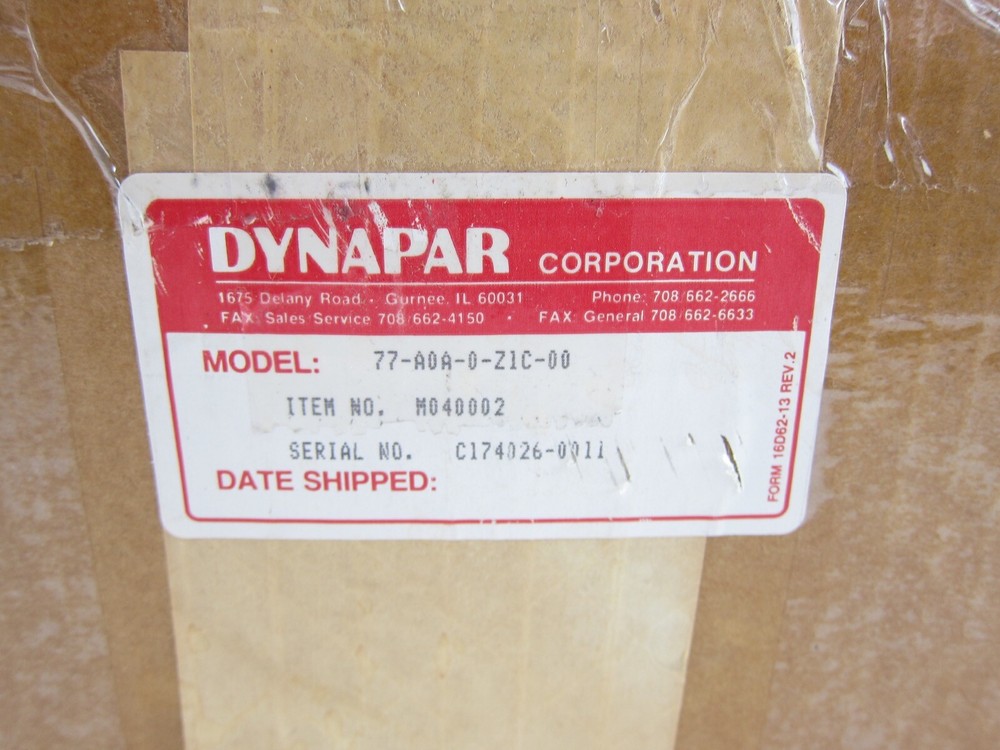 DYNAPAR CORPORATION
1675 Delany Road • Gurnee, IL 60031 Phone: 708/662-2666
FAX: Sales/Service 708/662-4150 • FAX: General 708/662-6633
MODEL: 77-A0A-0-Z1C-00
ITEM NO. M040002
SERIAL NO. C174026-0011
DATE SHIPPED:
FORM 16D62-13 REV.2